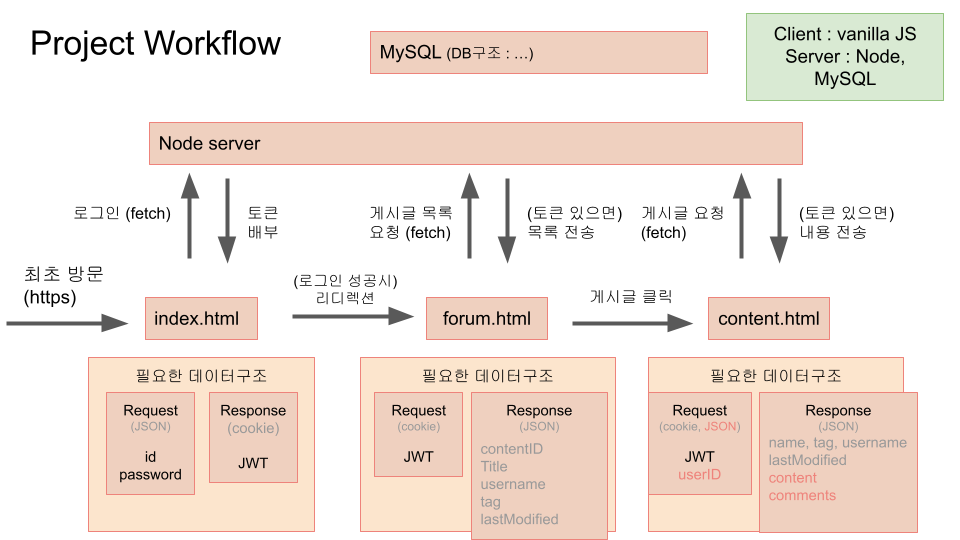 Project Workflow
MySQL (DB구조 : …)
Client : vanilla JS
Server : Node,
MySQL
Node server
로그인 (fetch)
토큰
배부
게시글 목록
요청 (fetch)
(토큰 있으면)
목록 전송
게시글 요청
(fetch)
(토큰 있으면)
내용 전송
최초 방문
(https)
index.html
(로그인 성공시)
리디렉션
forum.html
게시글 클릭
content.html
필요한 데이터구조
Request
(JSON)
id
password
Response
(cookie)
JWT
필요한 데이터구조
Request
(cookie)
JWT
Response
(JSON)
contentID
Title
username
tag
lastModified
필요한 데이터구조
Request
(cookie, JSON)
JWT
userID
Response
(JSON)
name, tag, username
lastModified
content
comments